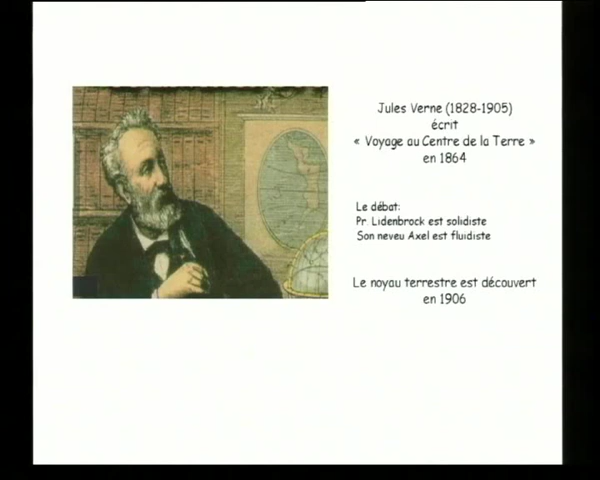 Jules Verne (1828-1905)
écrit
« Voyage au Centre de la Terre »
en 1864
Le débat:
Pr Lidenbrock est solidiste
Son neveu Axel est fluidiste
Le noyau terrestre est découvert
en 1906